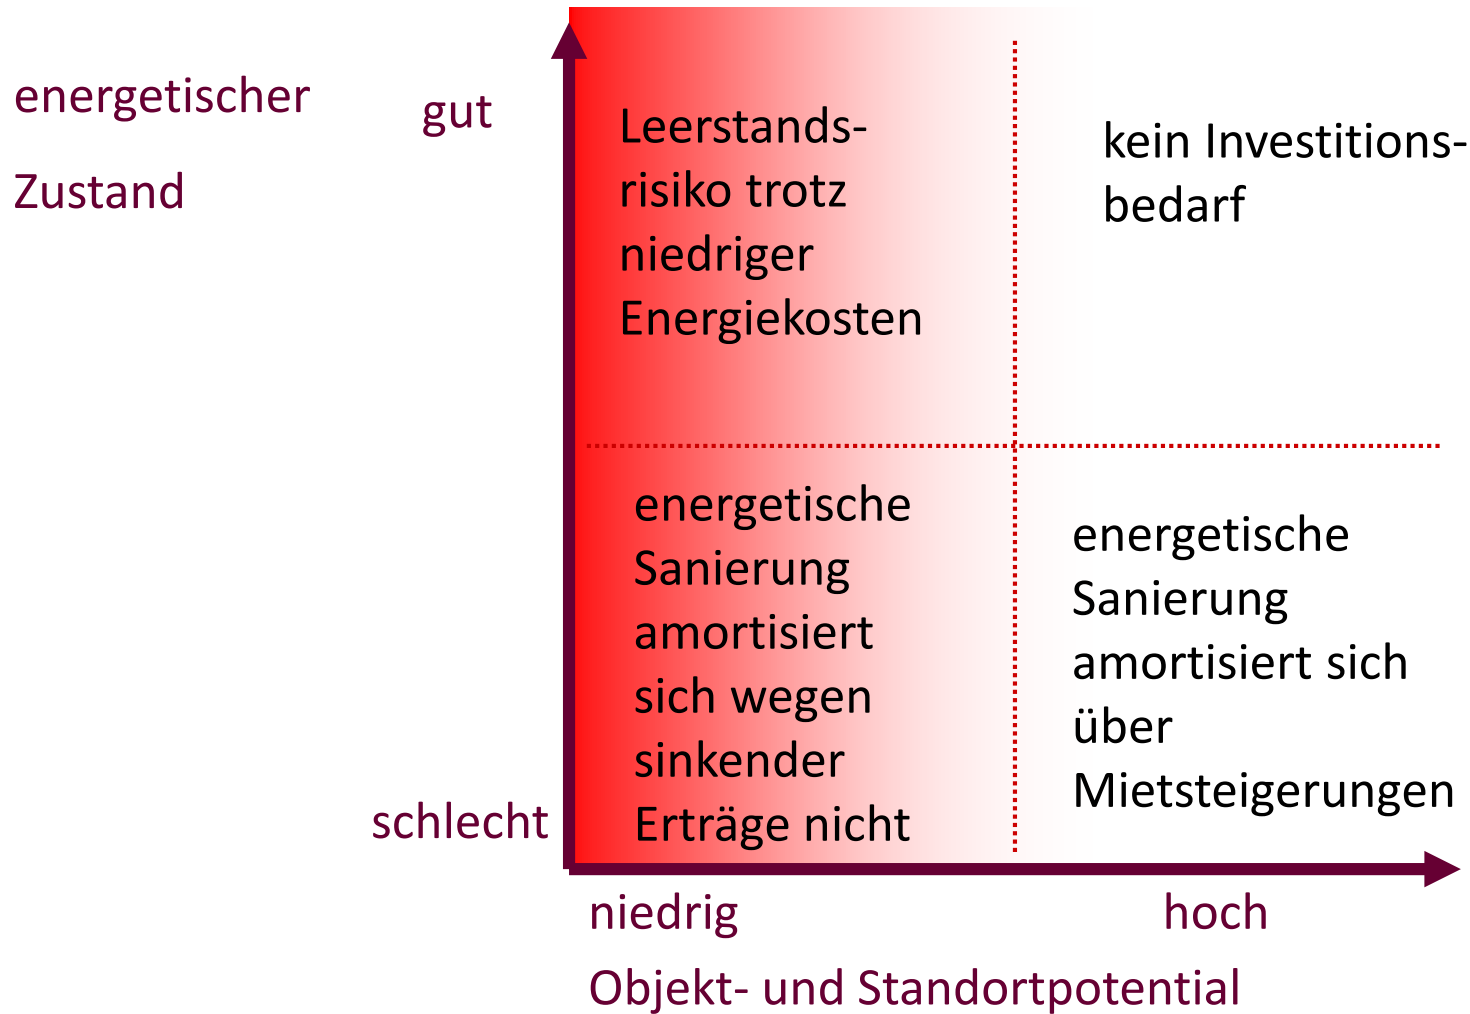 energetischer
Zustand
gut
Leerstands-
risiko trotz
niedriger
Energiekosten
kein Investitions-
bedarf
energetische
Sanierung
amortisiert
sich wegen
sinkender
Erträge nicht
energetische
Sanierung
amortisiert sich
über
Mietsteigerungen
schlecht
niedrig
hoch
Objekt- und Standortpotential